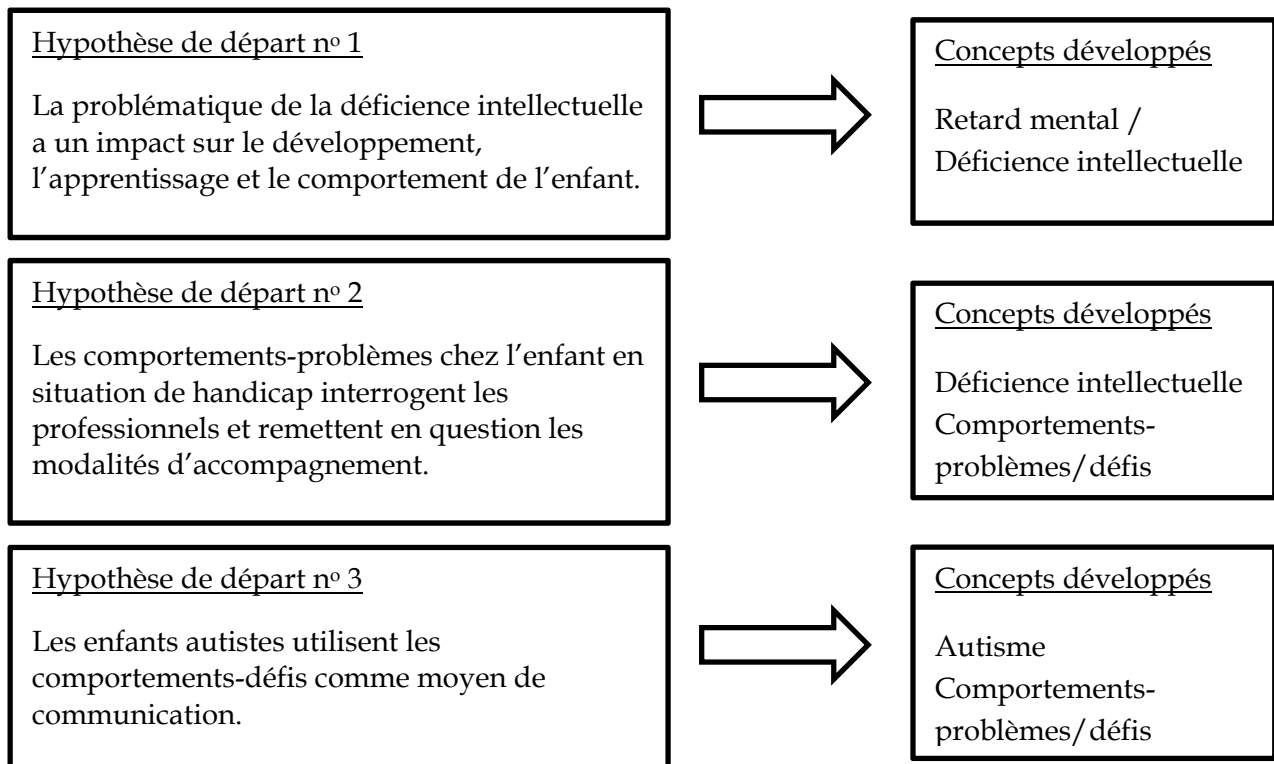 Hypothèse de départ nº 1
La problématique de la déficience intellectuelle
a un impact sur le développement,
l’apprentissage et le comportement de l’enfant.
Concepts développés
Retard mental /
Déficience intellectuelle
Hypothèse de départ nº 2
Les comportements-problèmes chez l’enfant en
situation de handicap interrogent les
professionnels et remettent en question les
modalités d’accompagnement.
Concepts développés
Déficience intellectuelle
Comportements-
problèmes/défis
Hypothèse de départ nº 3
Les enfants autistes utilisent les
comportements-défis comme moyen de
communication.
Concepts développés
Autisme
Comportements-
problèmes/défis